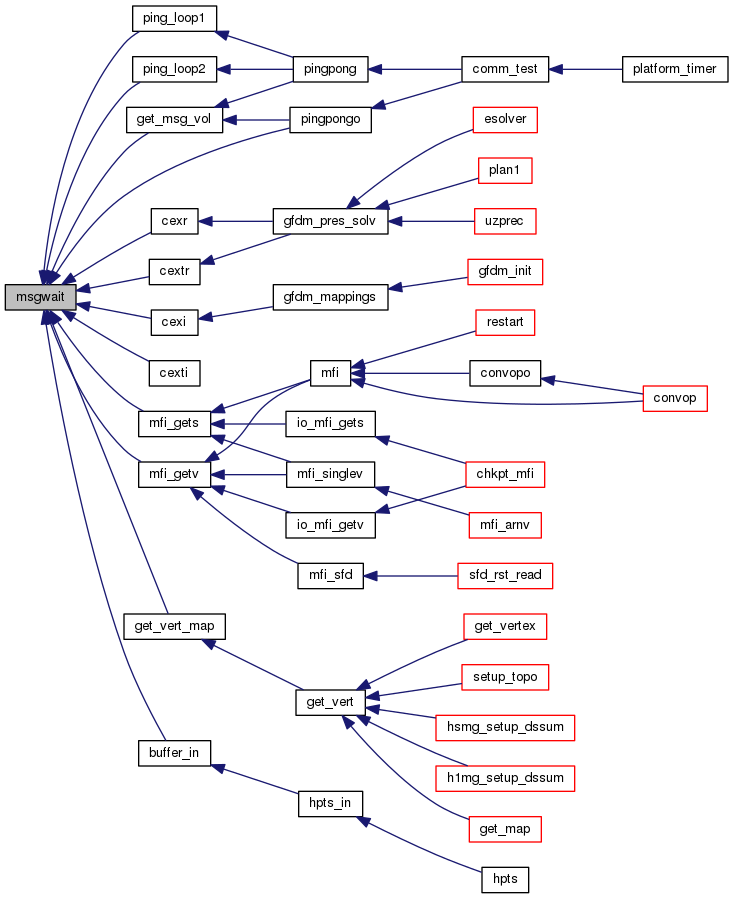 ping_loop1
ping_loop2
pingpong
comm_test
platform_timer
get_msg_vol
pingpongo
esolver
plan1
cexr
gfdm_pres_solv
uzprec
cextr
gfdm_init
msgwait
gfdm_mappings
cexi
restart
cexti
mfi
convopo
convop
mfi_gets
io_mfi_gets
mfi_getv
mfi_singlev
chkpt_mfi
io_mfi_getv
mfi_arnv
mfi_sfd
sfd_rst_read
get_vert_map
get_vertex
setup_topo
get_vert
hsmg_setup_dssum
buffer_in
h1mg_setup_dssum
hpts_in
get_map
hpts